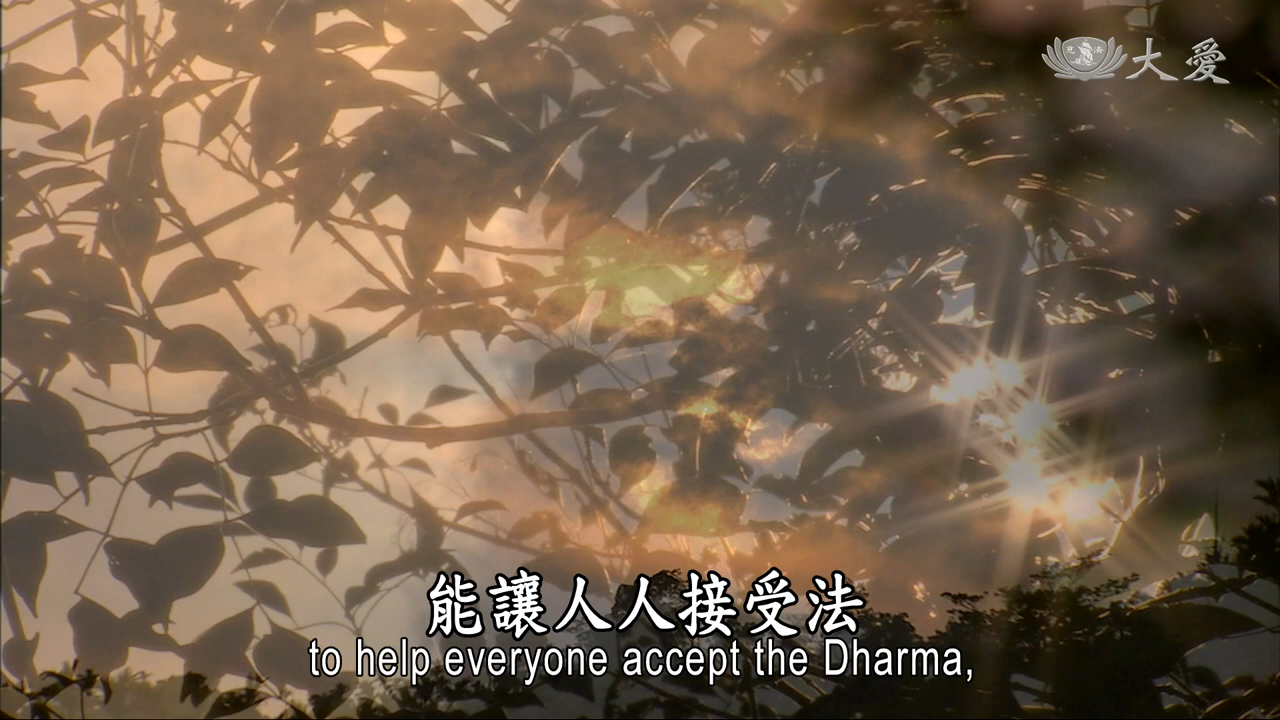 大愛
能讓人人接受法
to help everyone accept the Dharma,